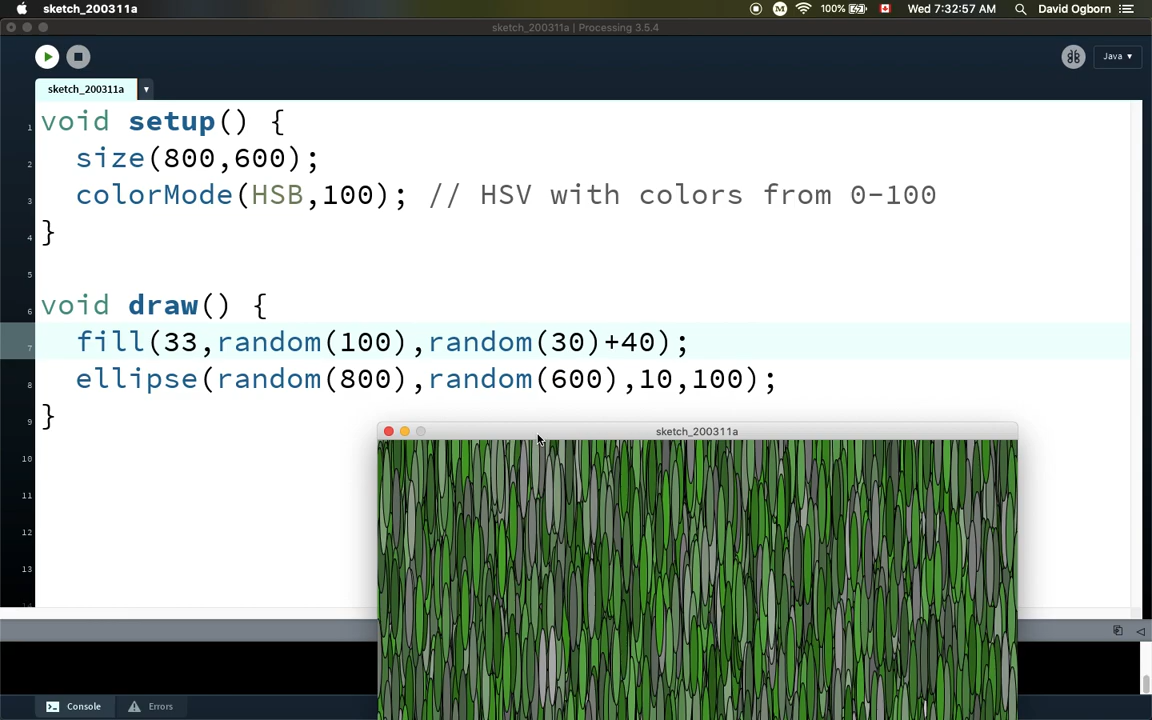 sketch_200311a
M
100%
Wed 7:32:57 AM
David Ogborn
sketch_200311a | Processing 3.5.4
Java ▾
sketch_200311a
1 void setup() {
2 size(800,600);
3 colorMode(HSB,100); // HSV with colors from 0-100
4 }
5
6 void draw() {
7 fill(33,random(100),random(30)+40);
8 ellipse(random(800),random(600),10,100);
9 }
sketch_200311a
10
11
12
13
Console
Errors